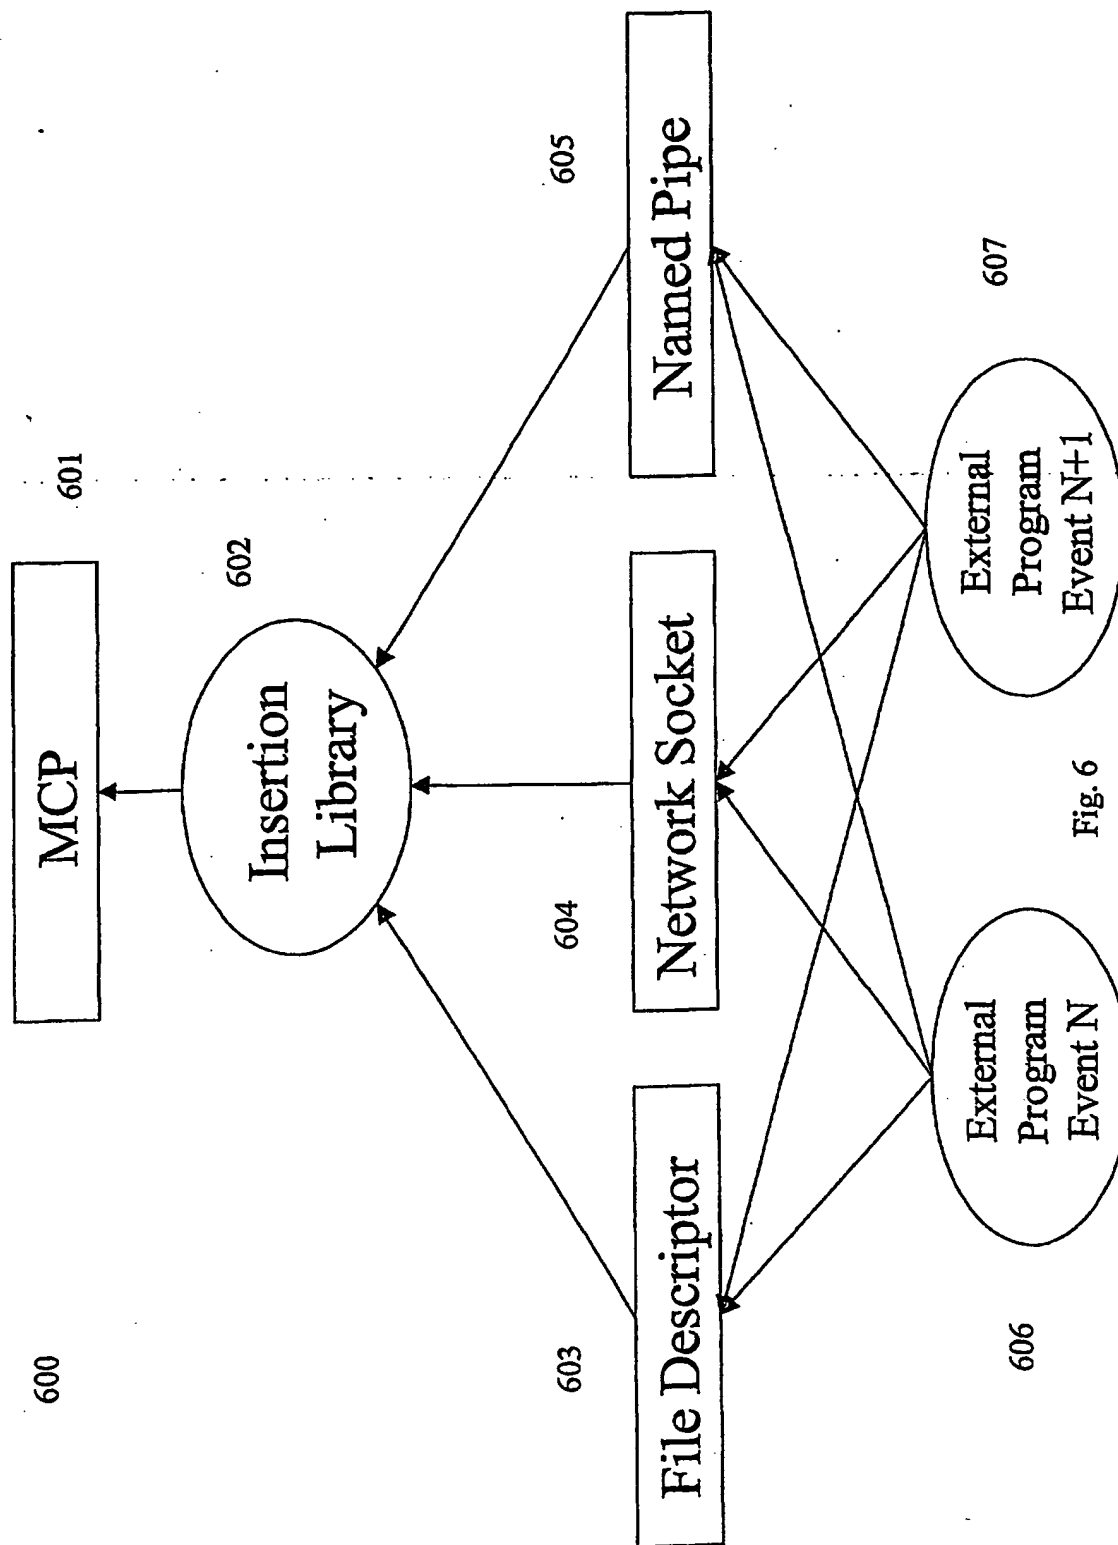 600
MCP
601
602
Insertion
Library
603
604
605
File Descriptor
Network Socket
Named Pipe
606
External
Program
Event N
External
Program
Event N+1
607
Fig. 6